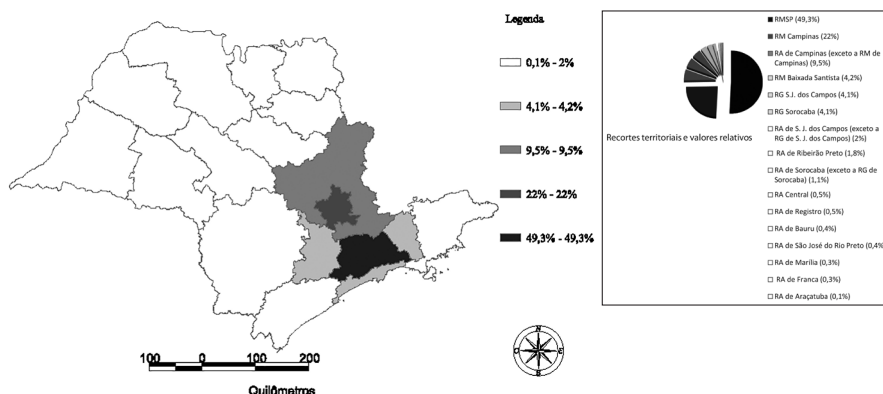 Legenda
0,1% - 2%
4,1% - 4,2%
9,5% - 9,5%
22% - 22%
49,3% - 49,3%
100 0 100 200
Quilômetros
N
O E
S
Recortes territoriais e valores relativos
RMSP (49,3%)
RM Campinas (22%)
RA de Campinas (exceto a RM de
Campinas) (9,5%)
RM Baixada Santista (4,2%)
RG S.J. dos Campos (4,1%)
RG Sorocaba (4,1%)
RA de S. J. dos Campos (exceto a
RG de S. J. dos Campos) (2%)
RA de Ribeirão Preto (1,8%)
RA de Sorocaba (exceto a RG de
Sorocaba) (1,1%)
RA Central (0,5%)
RA de Registro (0,5%)
RA de Bauru (0,4%)
RA de São José do Rio Preto (0,4%)
RA de Marília (0,3%)
RA de Franca (0,3%)
RA de Araçatuba (0,1%)